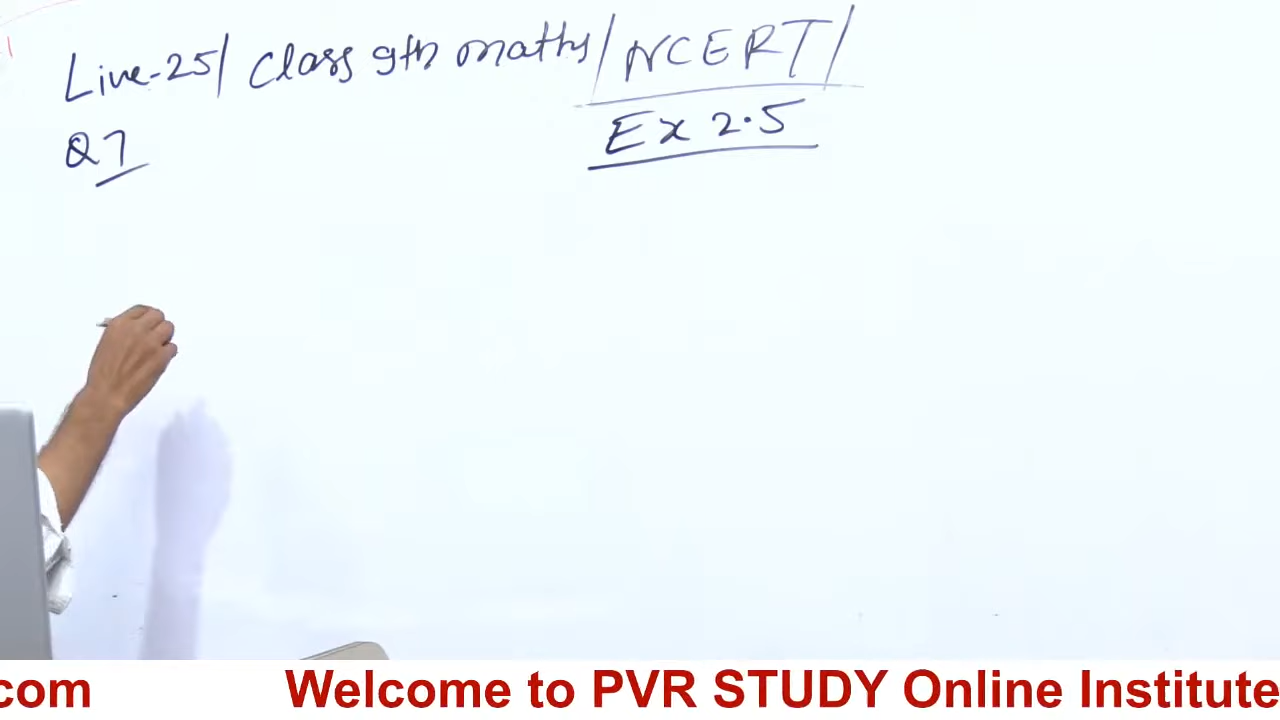 Live-25/ Class 9th maths/NCERT/
Ex 2.5
Q7
.com Welcome to PVR STUDY Online Institute